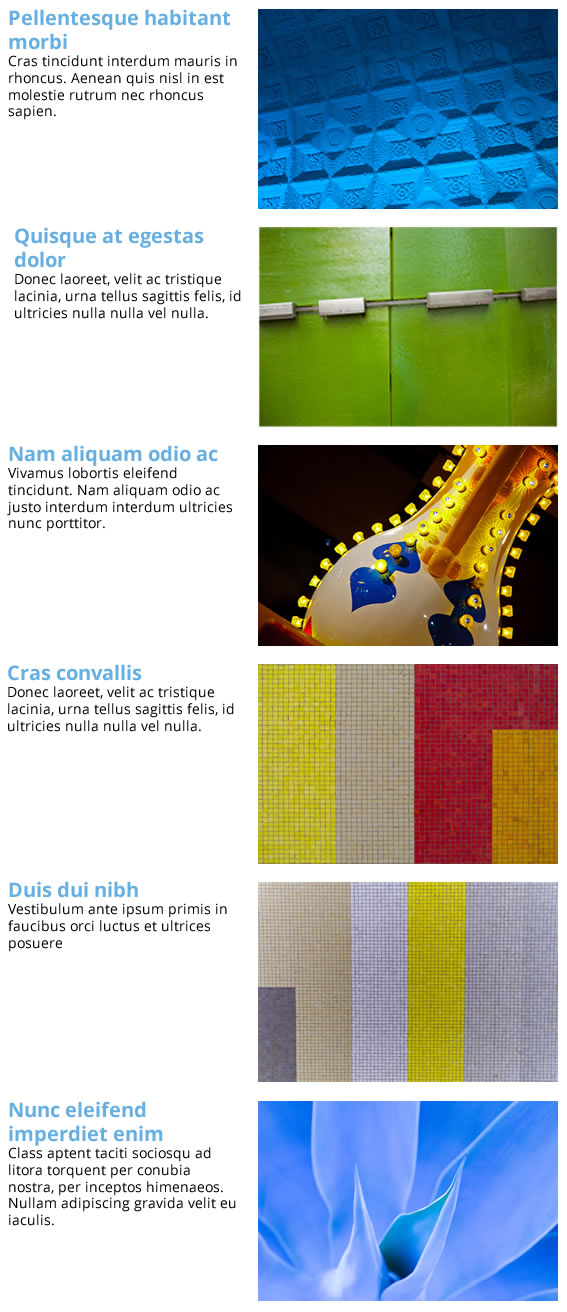 Pellentesque habitant
morbi
Cras tincidunt interdum mauris in
rhoncus. Aenean quis nisl in est
molestie rutrum nec rhoncus
sapien.
Quisque at egestas
dolor
Donec laoreet, velit ac tristique
lacinia, urna tellus sagittis felis, id
ultricies nulla nulla vel nulla.
Nam aliquam odio ac
Vivamus lobortis eleifend
tincidunt. Nam aliquam odio ac
justo interdum interdum ultricies
nunc porttitor.
Cras convallis
Donec laoreet, velit ac tristique
lacinia, urna tellus sagittis felis, id
ultricies nulla nulla vel nulla.
Duis dui nibh
Vestibulum ante ipsum primis in
faucibus orci luctus et ultrices
posuere
Nunc eleifend
imperdiet enim
Class aptent taciti sociosqu ad
litora torquent per conubia
nostra, per inceptos himenaeos.
Nullam adipiscing gravida velit eu
iaculis.